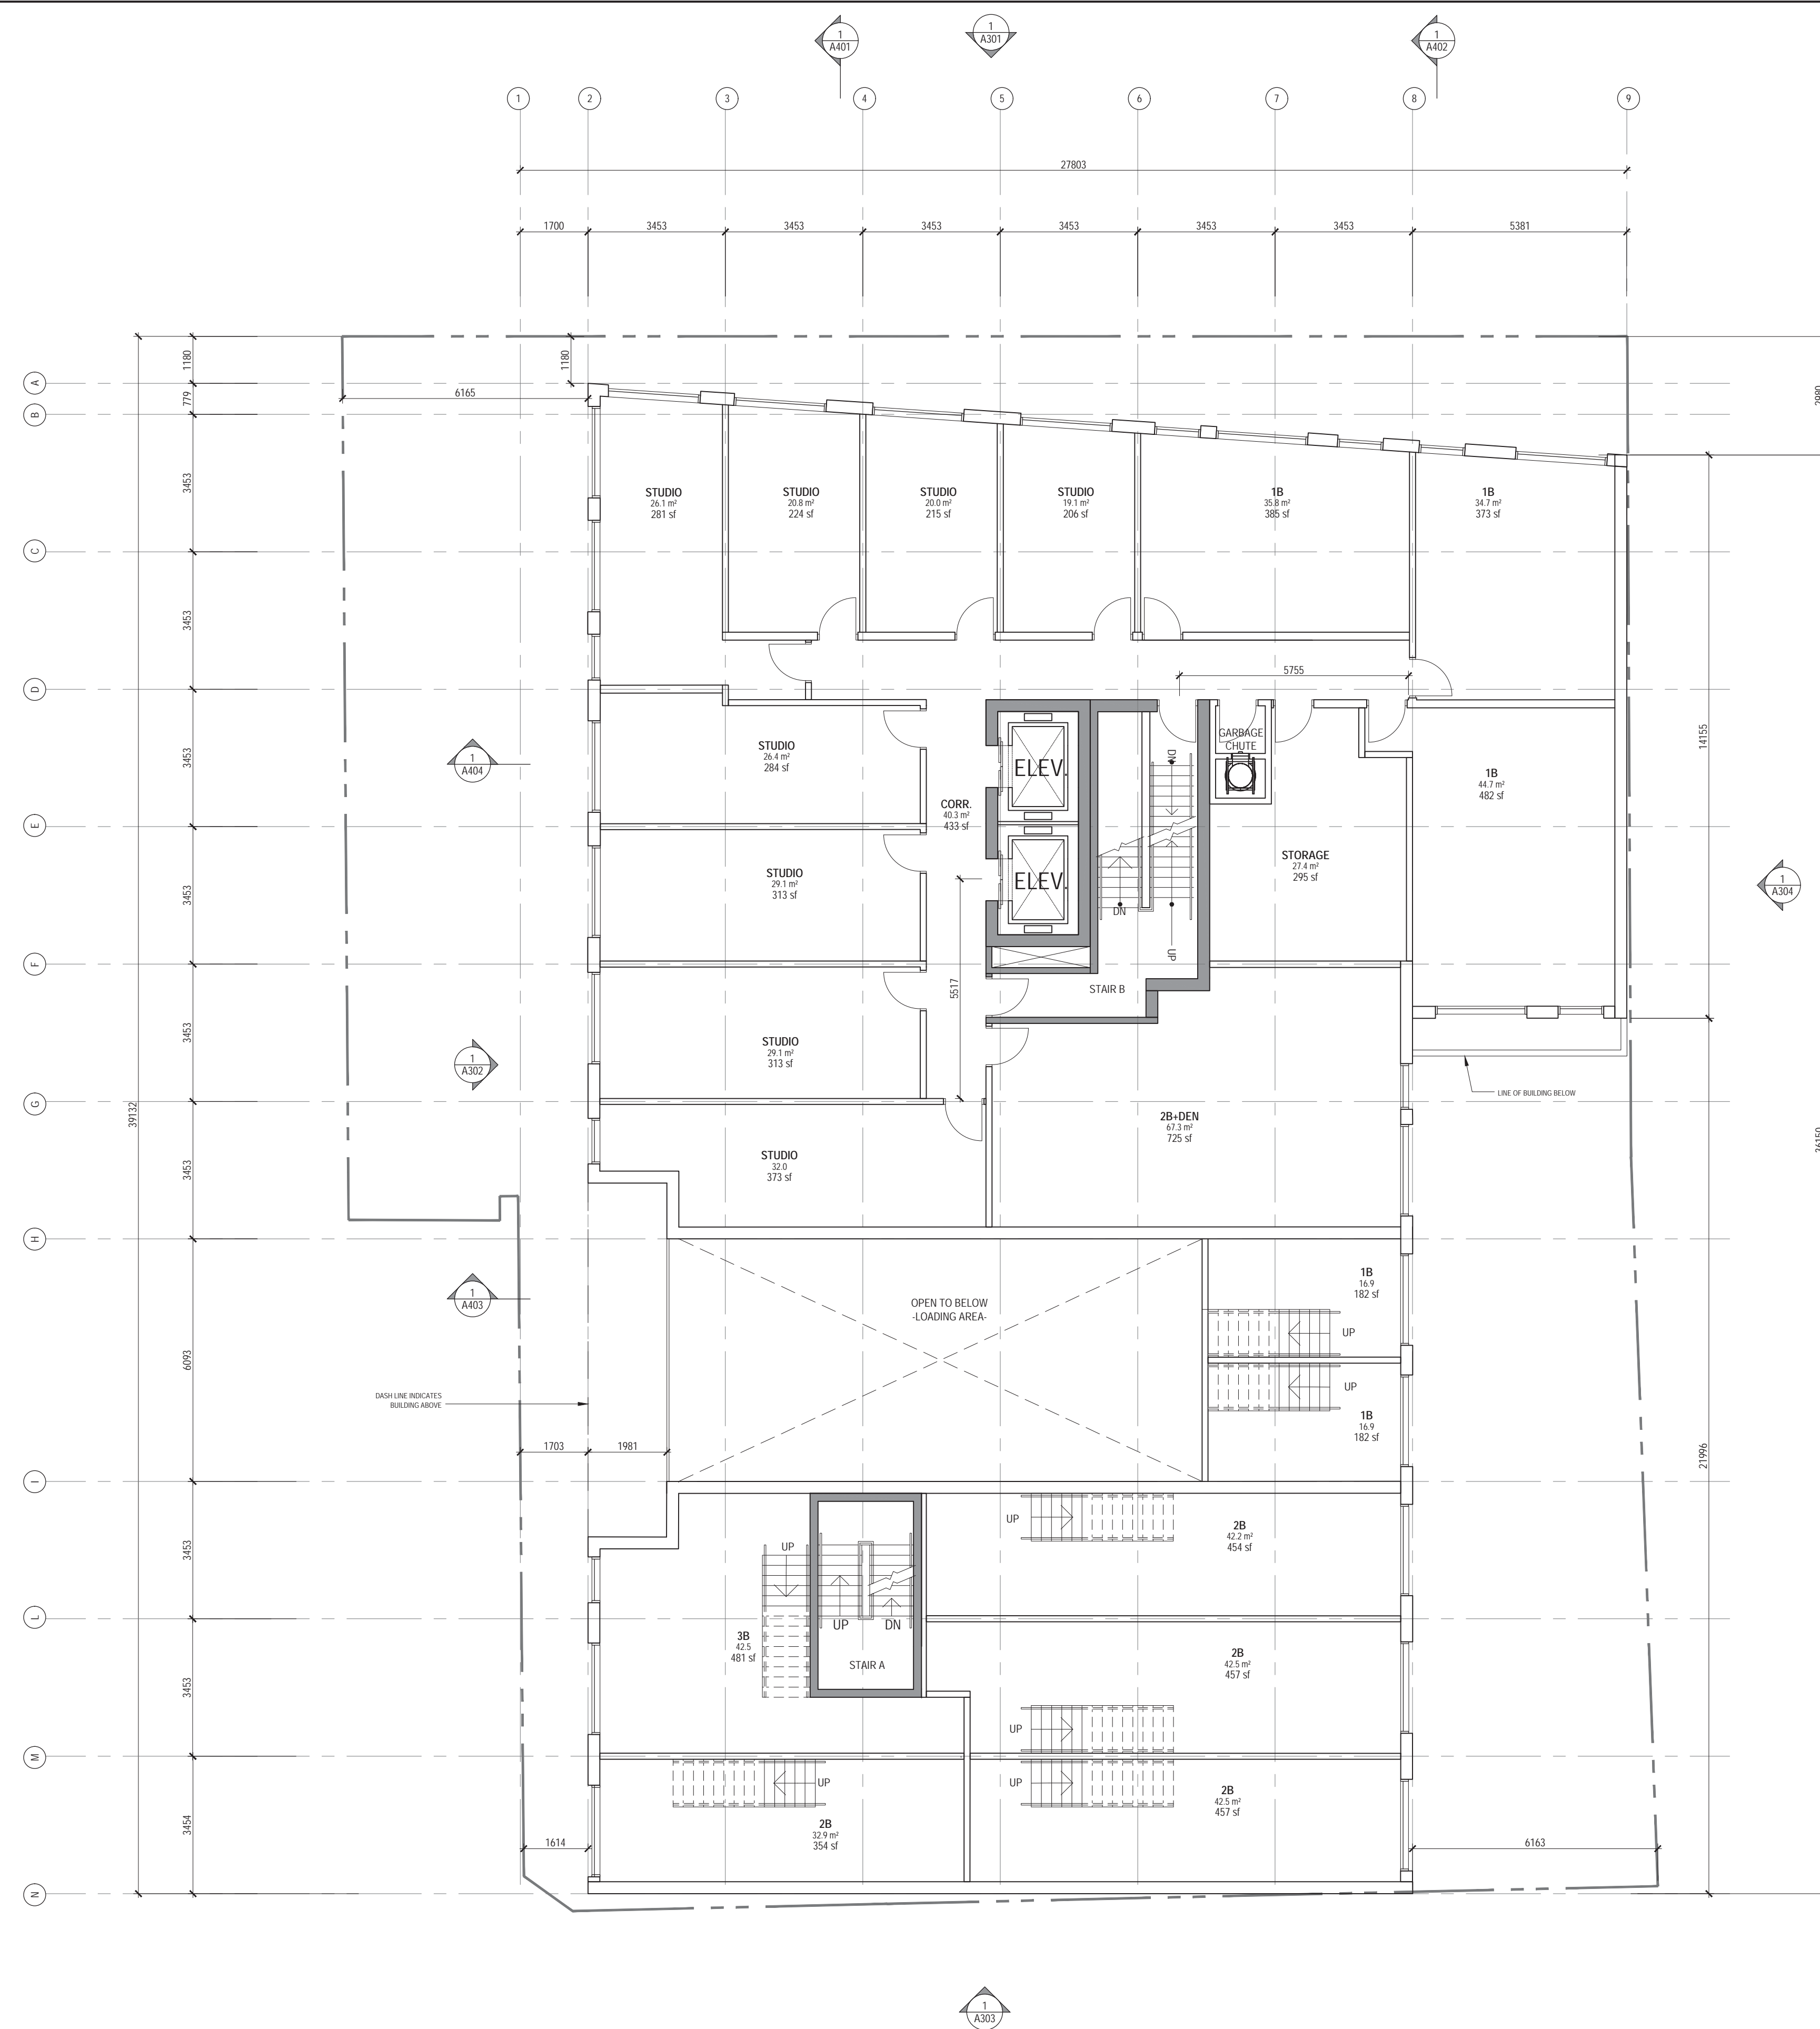 1
A401
1
A301
1
A402
1
2
3
4
5
6
7
8
9
27803
1700
3453
3453
3453
3453
3453
3453
5381
1180
1180
2980
A
779
6165
B
3453
STUDIO
26.1 m²
281 sf
STUDIO
20.8 m²
224 sf
STUDIO
20.0 m²
215 sf
STUDIO
19.1 m²
206 sf
1B
35.8 m²
385 sf
1B
34.7 m²
373 sf
C
3453
5755
D
3453
1
A404
STUDIO
26.4 m²
284 sf
ELEV.
DN
GARBAGE
CHUTE
14155
1B
44.7 m²
482 sf
CORR.
40.3 m²
433 sf
E
3453
STUDIO
29.1 m²
313 sf
ELEV.
DN
STORAGE
27.4 m²
295 sf
1
A304
UP
F
5517
STAIR B
3453
STUDIO
29.1 m²
313 sf
1
A302
LINE OF BUILDING BELOW
G
39132
2B+DEN
67.3 m²
725 sf
36150
3453
STUDIO
32.0
373 sf
H
1
A403
OPEN TO BELOW
-LOADING AREA-
1B
16.9
182 sf
UP
6093
UP
DASH LINE INDICATES
BUILDING ABOVE
1B
16.9
182 sf
1703
1981
21996
I
3453
UP
UP
2B
42.2 m²
454 sf
L
UP
DN
3B
42.5
481 sf
STAIR A
2B
42.5 m²
457 sf
3453
UP
M
UP
UP
2B
42.5 m²
457 sf
3454
2B
32.9 m²
354 sf
1614
6163
N
1
A303